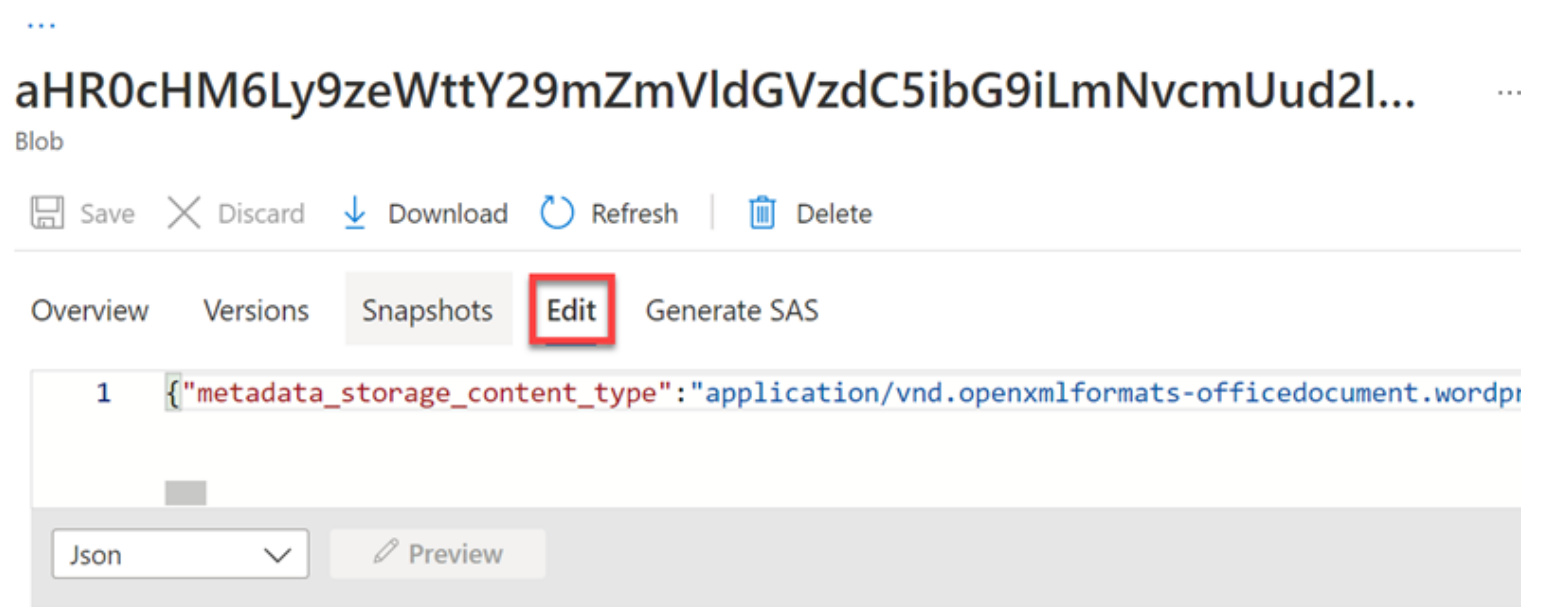 ...
aHR0cHM6Ly9zeWttY29mZmVldGVzdC5ibG9iLmNvcmUud2l...
...
Blob
Save Discard Download Refresh Delete
Overview Versions Snapshots Edit Generate SAS
1 {"metadata_storage_content_type":"application/vnd.openxmlformats-officedocument.wordpr
Json Preview